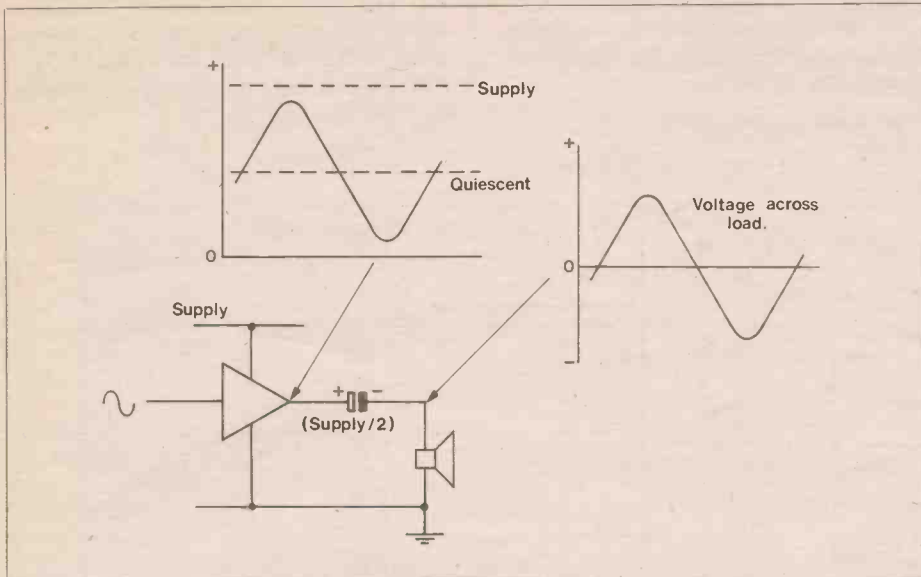 +
Supply
Quiescent
0
+
Voltage across
load.
0
-
Supply
+ -
(Supply/2)